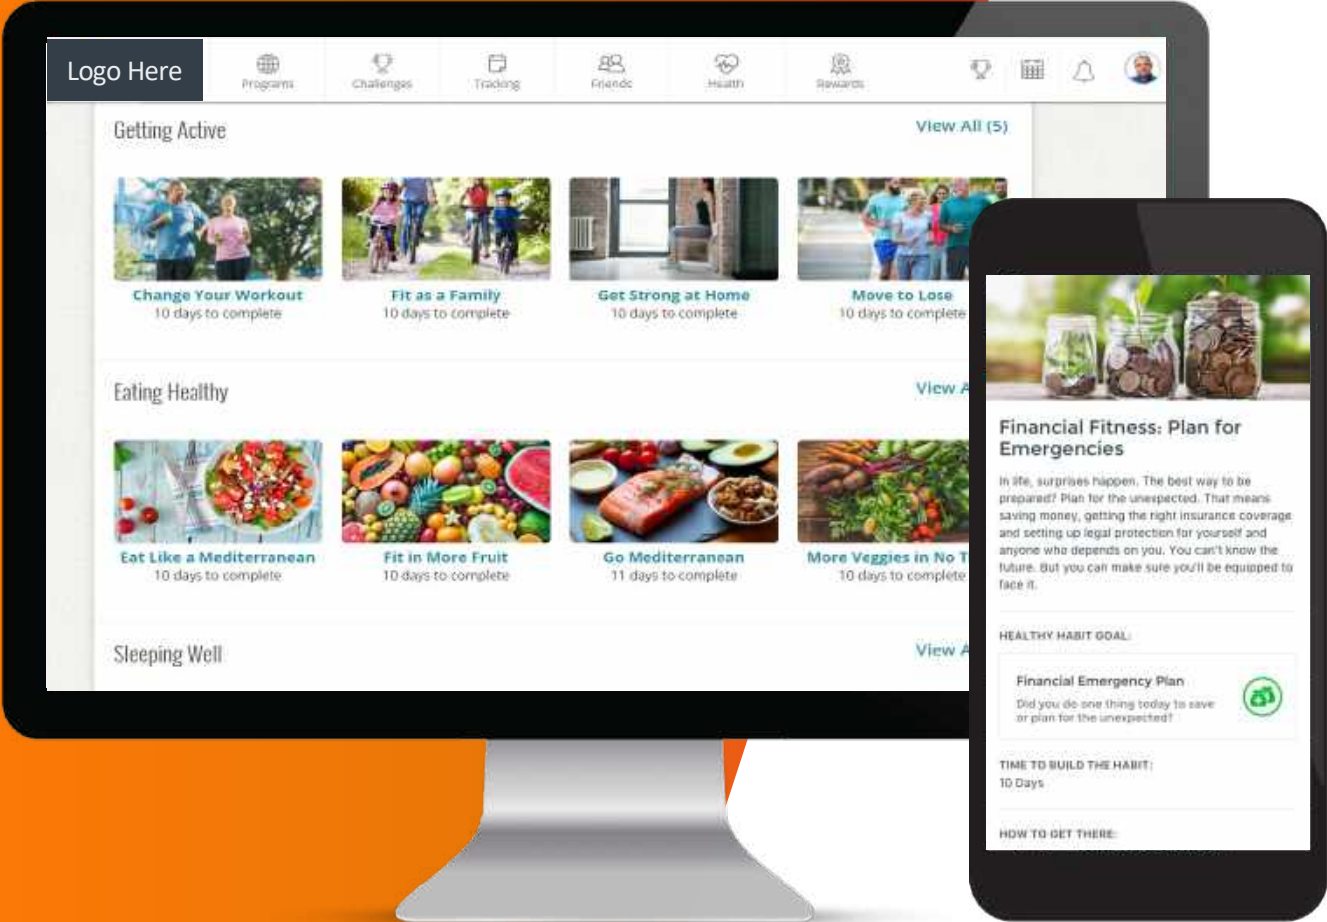 Logo Here
Programs
Challenges
Tracking
Friends
Health
Rewards
Getting Active
View All (5)
Change Your Workout
10 days to complete
Fit as a Family
10 days to complete
Get Strong at Home
10 days to complete
Move to Lose
10 days to complete
Eating Healthy
View A
Eat Like a Mediterranean
10 days to complete
Fit in More Fruit
10 days to complete
Go Mediterranean
11 days to complete
More Veggies in No T
10 days to complete
Sleeping Well
View A
Financial Fitness: Plan for
Emergencies
In life, surprises happen. The best way to be
prepared? Plan for the unexpected. That means
saving money, getting the right insurance coverage
and setting up legal protection for yourself and
anyone who depends on you. You can't know the
future. But you can make sure you'll be equipped to
face it.
HEALTHY HABIT GOAL:
Financial Emergency Plan
Did you do one thing today to save
or plan for the unexpected?
TIME TO BUILD THE HABIT:
10 Days
HOW TO GET THERE: